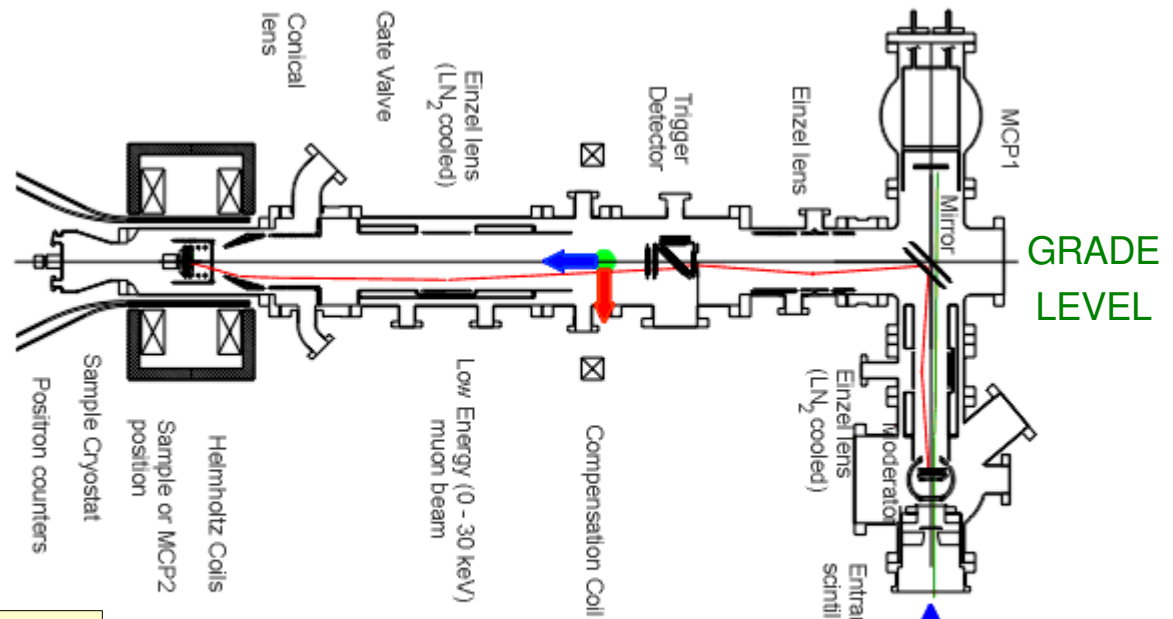 Conical
lens
Gate Valve
Einzel lens
(LN2 cooled)
Trigger
Detector
Einzel lens
MCP1
Mirror
GRADE
LEVEL
Positron counters
Sample Cryostat
Sample or MCP2
position
Helmholtz Coils
Low Energy (0 - 30 keV)
muon beam
Compensation Coil
Einzel lens
(LN2 cooled)
Moderator
Entra
scintil